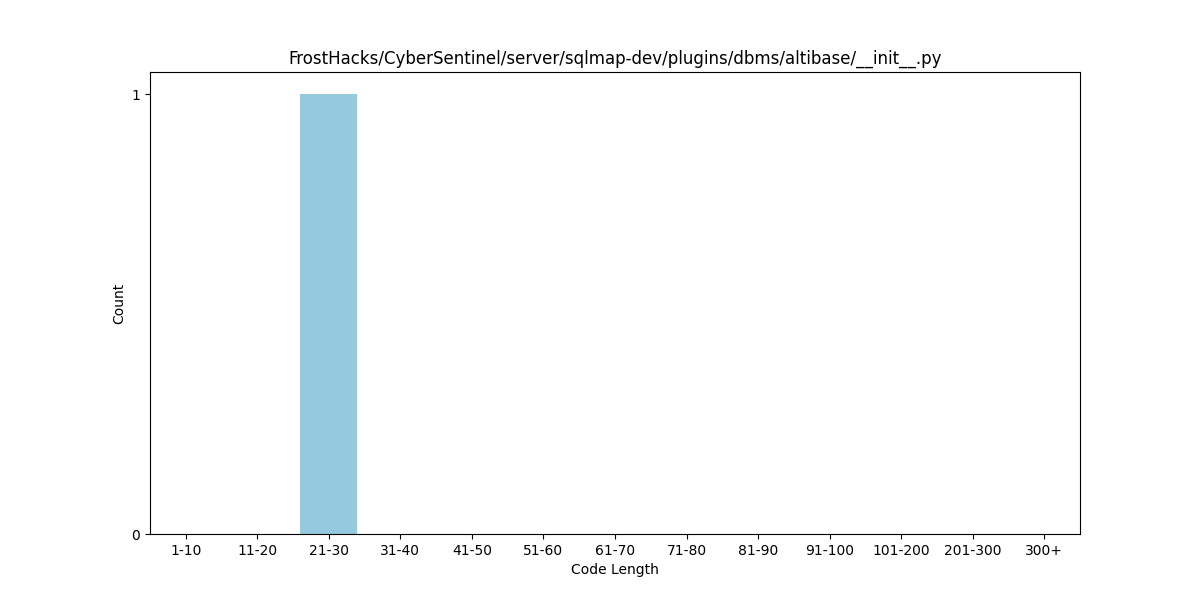 FrostHacks/CyberSentinel/server/sqlmap-dev/plugins/dbms/altibase/__init__.py
1
Count
0
1-10 11-20 21-30 31-40 41-50 51-60 61-70 71-80 81-90 91-100 101-200 201-300 300+
Code Length